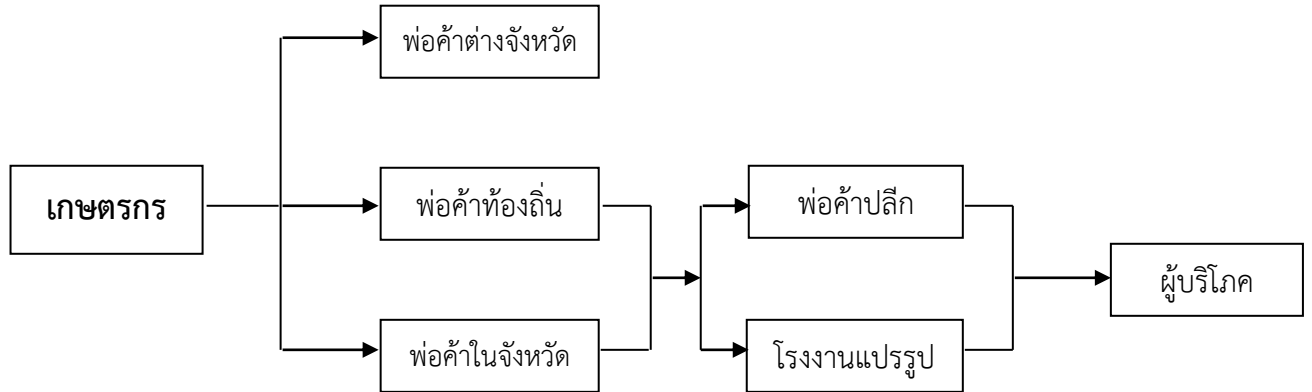 พ่อค้าต่างจังหวัด
เกษตรกร
พ่อค้าท้องถิ่น
พ่อค้าปลีก
ผู้บริโภค
พ่อค้าในจังหวัด
โรงงานแปรรูป